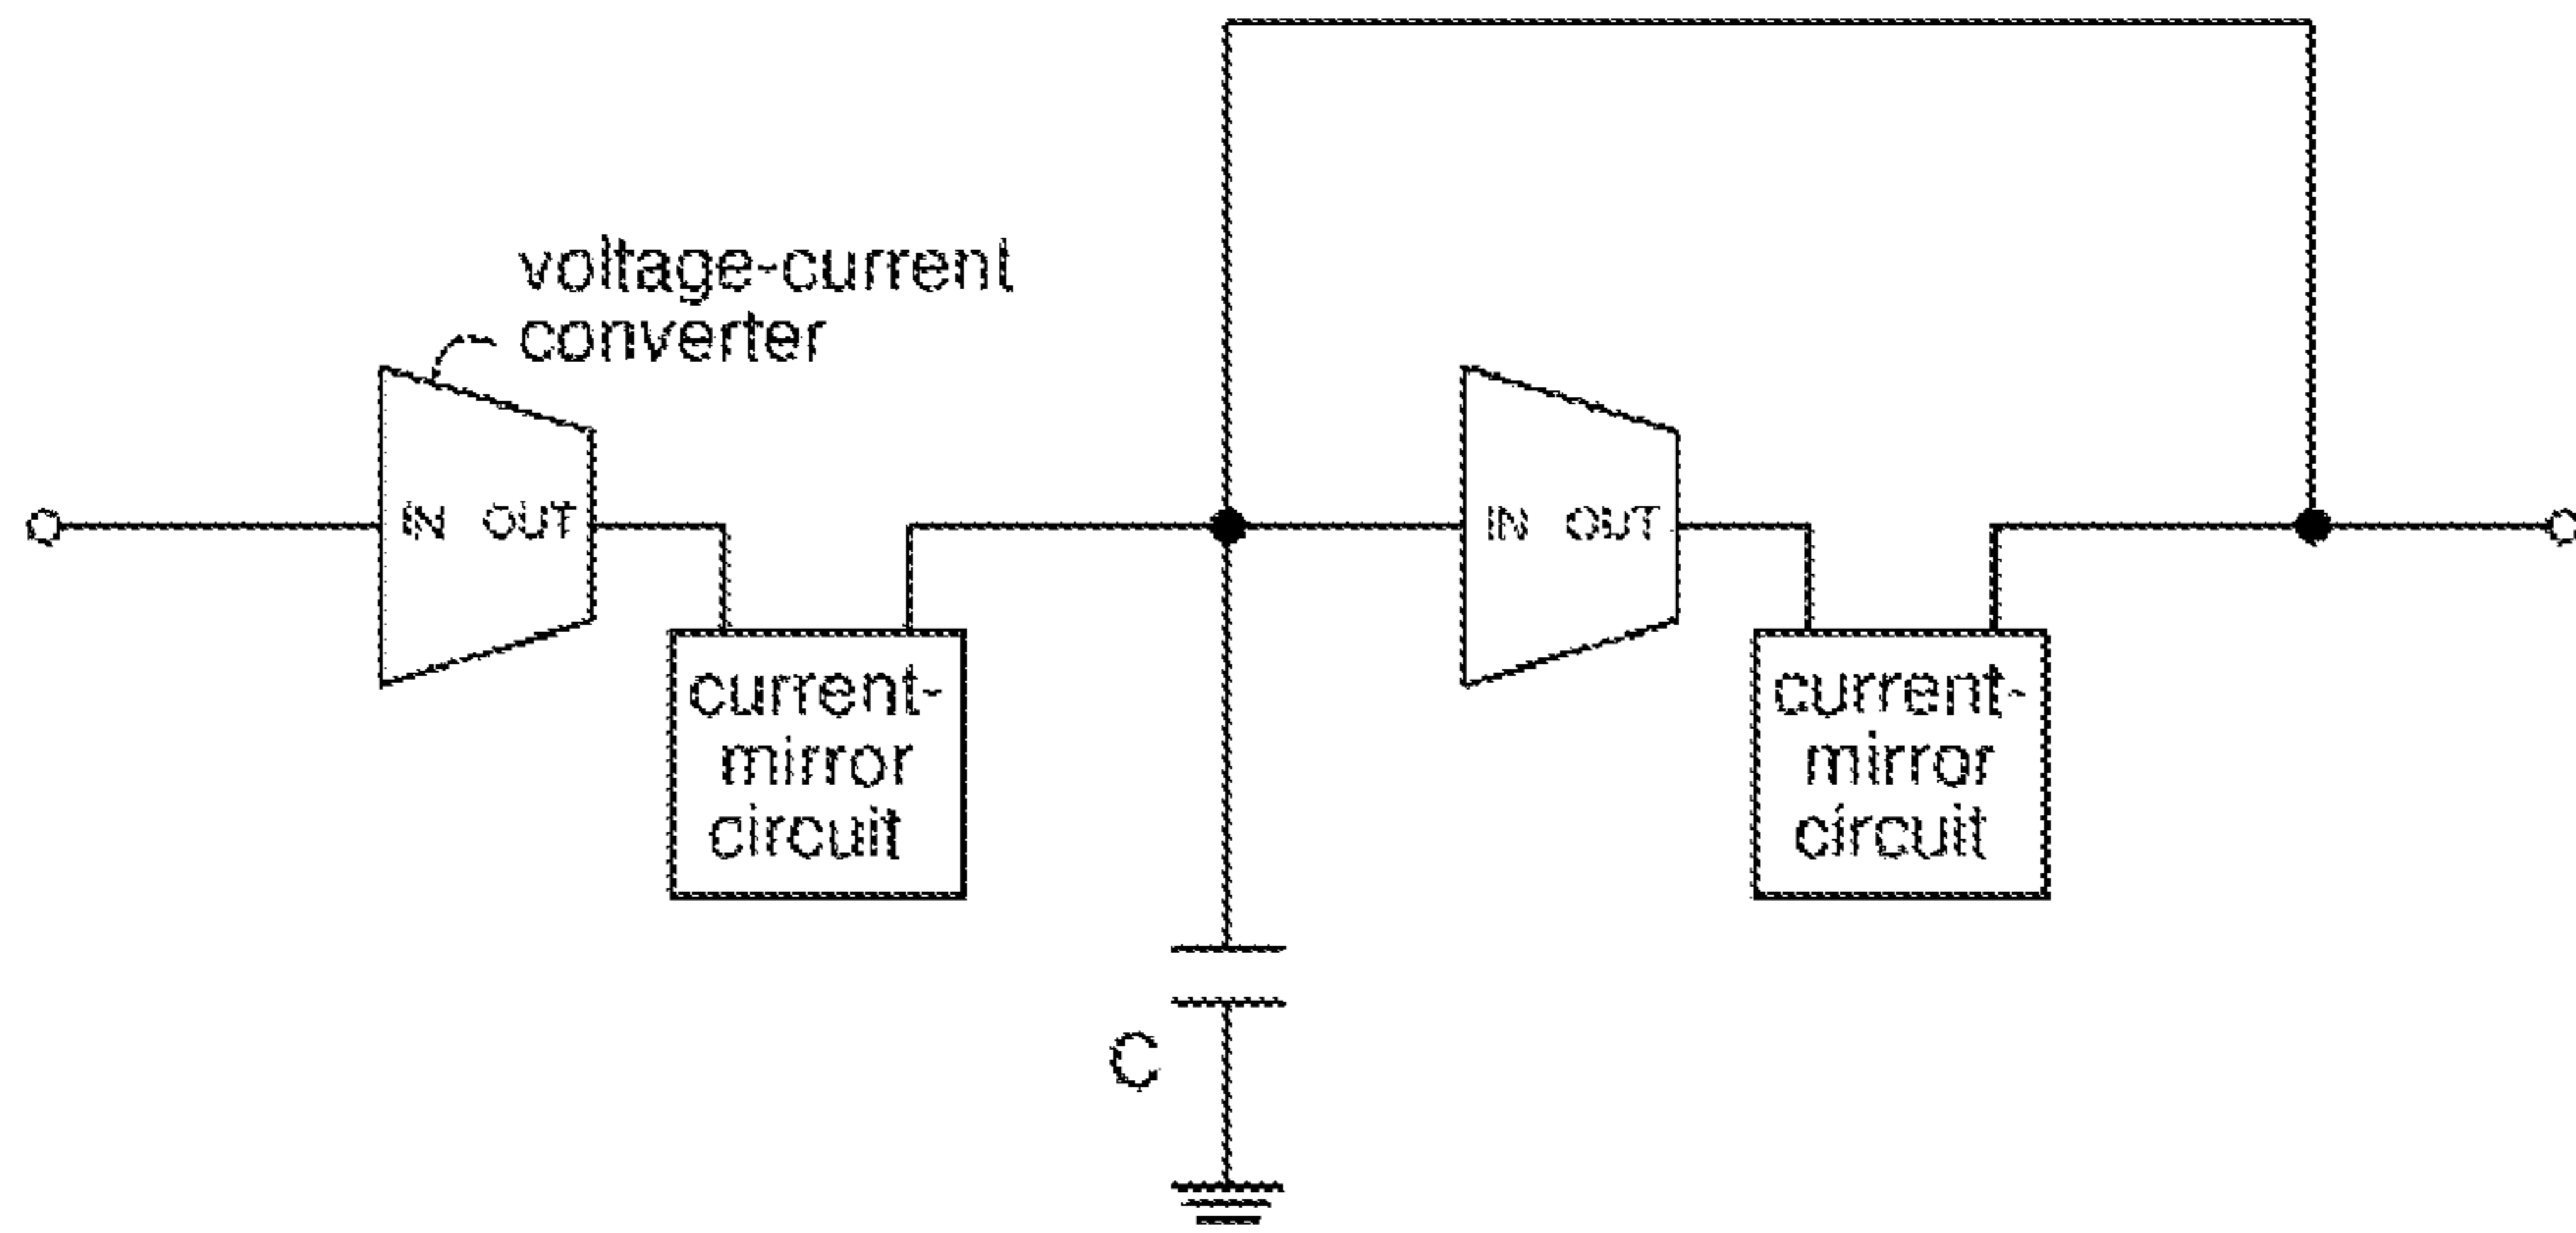 voltage-current
converter
IN OUT
IN OUT
current-
mirror
circuit
current-
mirror
circuit
C